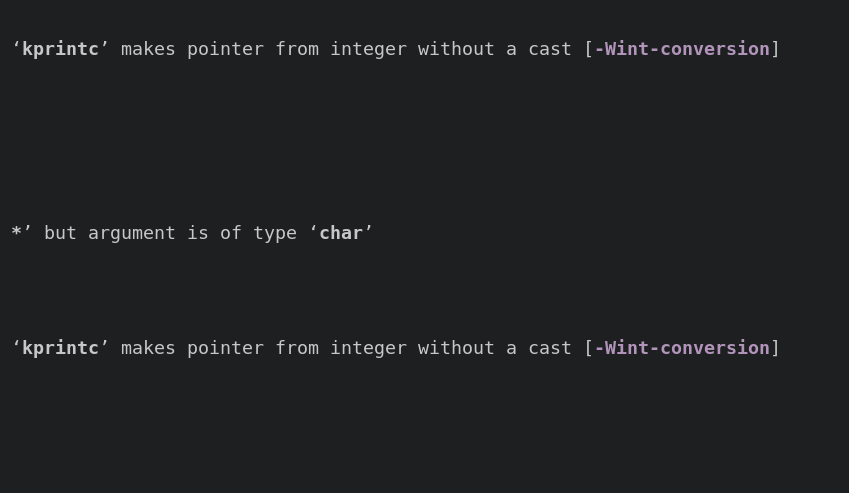 ‘kprintc’ makes pointer from integer without a cast [-Wint-conversion]
*’ but argument is of type ‘char’
‘kprintc’ makes pointer from integer without a cast [-Wint-conversion]